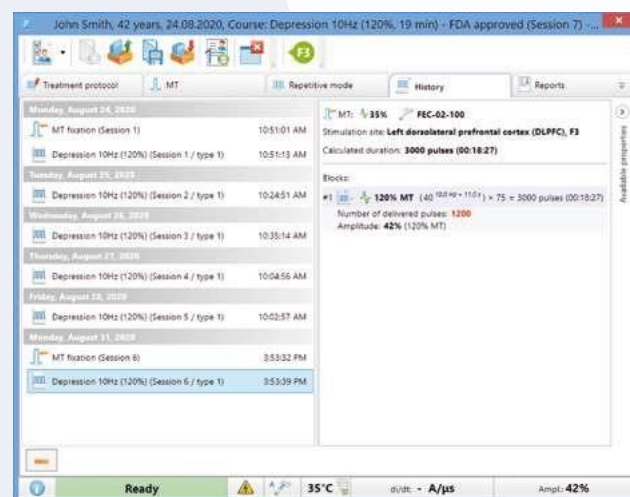 John Smith, 42 years, 24.08.2020, Course: Depression 10Hz (120%, 19 min) - FDA approved (Session 7) -...
F3
Treatment protocol
MT
Repetitive mode
History
Reports
Monday, August 24, 2020
MT fixation (Session 1) 10:51:01 AM
Depression 10Hz (120%) (Session 1 / type 1) 10:51:13 AM
Tuesday, August 25, 2020
Depression 10Hz (120%) (Session 2 / type 1) 10:24:51 AM
Wednesday, August 26, 2020
Depression 10Hz (120%) (Session 3 / type 1) 10:35:14 AM
Thursday, August 27, 2020
Depression 10Hz (120%) (Session 4 / type 1) 10:04:56 AM
Friday, August 28, 2020
Depression 10Hz (120%) (Session 5 / type 1) 10:02:57 AM
Monday, August 31, 2020
MT fixation (Session 6) 3:53:32 PM
Depression 10Hz (120%) (Session 6 / type 1) 3:53:39 PM
MT: 35% FEC-02-100
Stimulation site: Left dorsolateral prefrontal cortex (DLPFC), F3
Calculated duration: 3000 pulses (00:18:27)
Blocks:
#1 120% MT (40 10.0 Hz + 11.0 s) × 75 = 3000 pulses (00:18:27)
Number of delivered pulses: 1200
Amplitude: 42% (120% MT)
Available properties
Ready
35°C
di/dt: - A/µs
Ampl: 42%